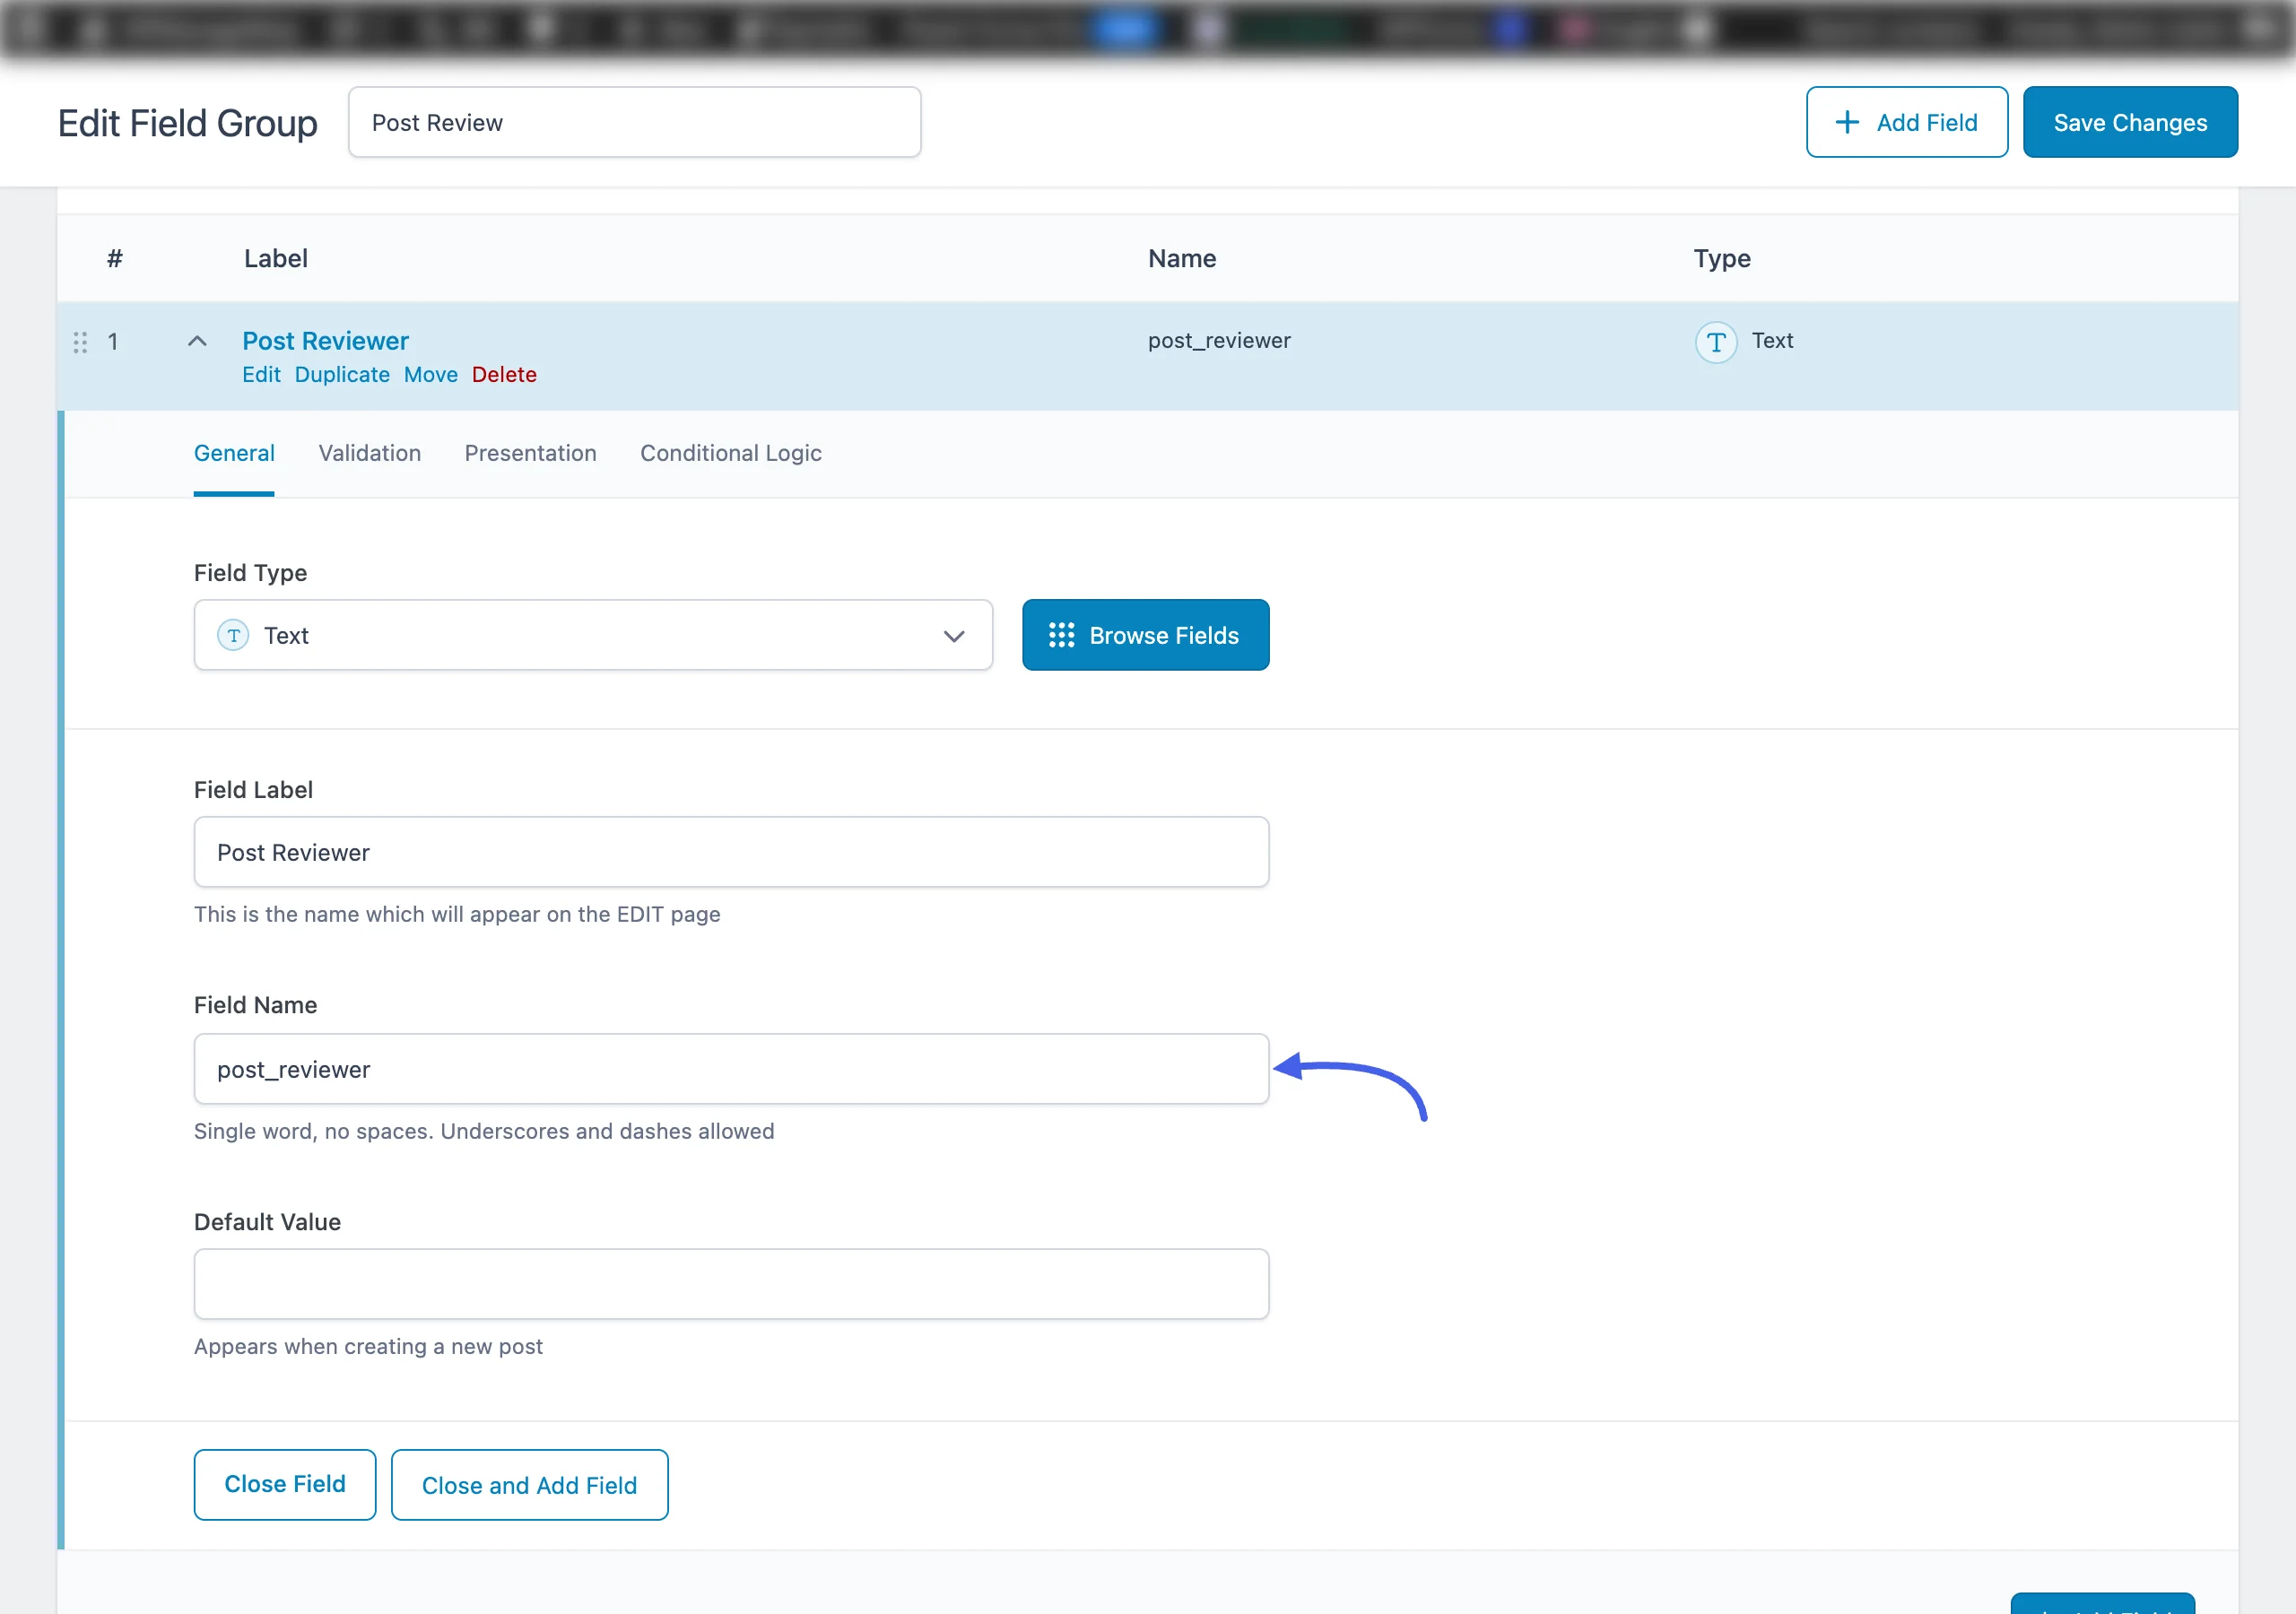 Edit Field Group
Post Review
Add Field
Save Changes
# Label Name Type
1 Post Reviewer post_reviewer T Text
Edit Duplicate Move Delete
General Validation Presentation Conditional Logic
Field Type
T Text
Browse Fields
Field Label
Post Reviewer
This is the name which will appear on the EDIT page
Field Name
post_reviewer
Single word, no spaces. Underscores and dashes allowed
Default Value
Appears when creating a new post
Close Field
Close and Add Field